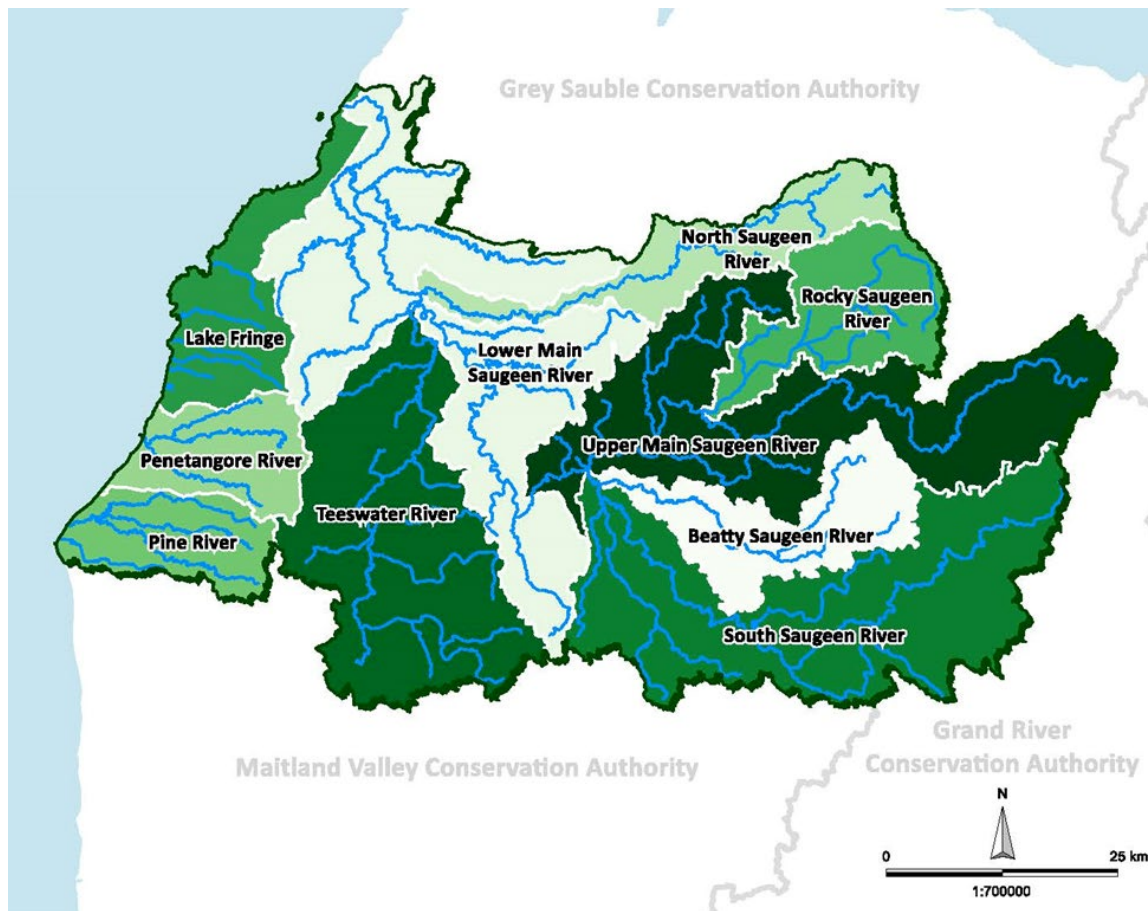 Grey Sauble Conservation Authority
North Saugeen
River
Rocky Saugeen
River
Lake Fringe
Lower Main
Saugeen River
Upper Main Saugeen River
Penetangore River
Teeswater River
Pine River
Beatty Saugeen River
South Saugeen River
Maitland Valley Conservation Authority
Grand River
Conservation Authority
N
0 25 km
1:700000